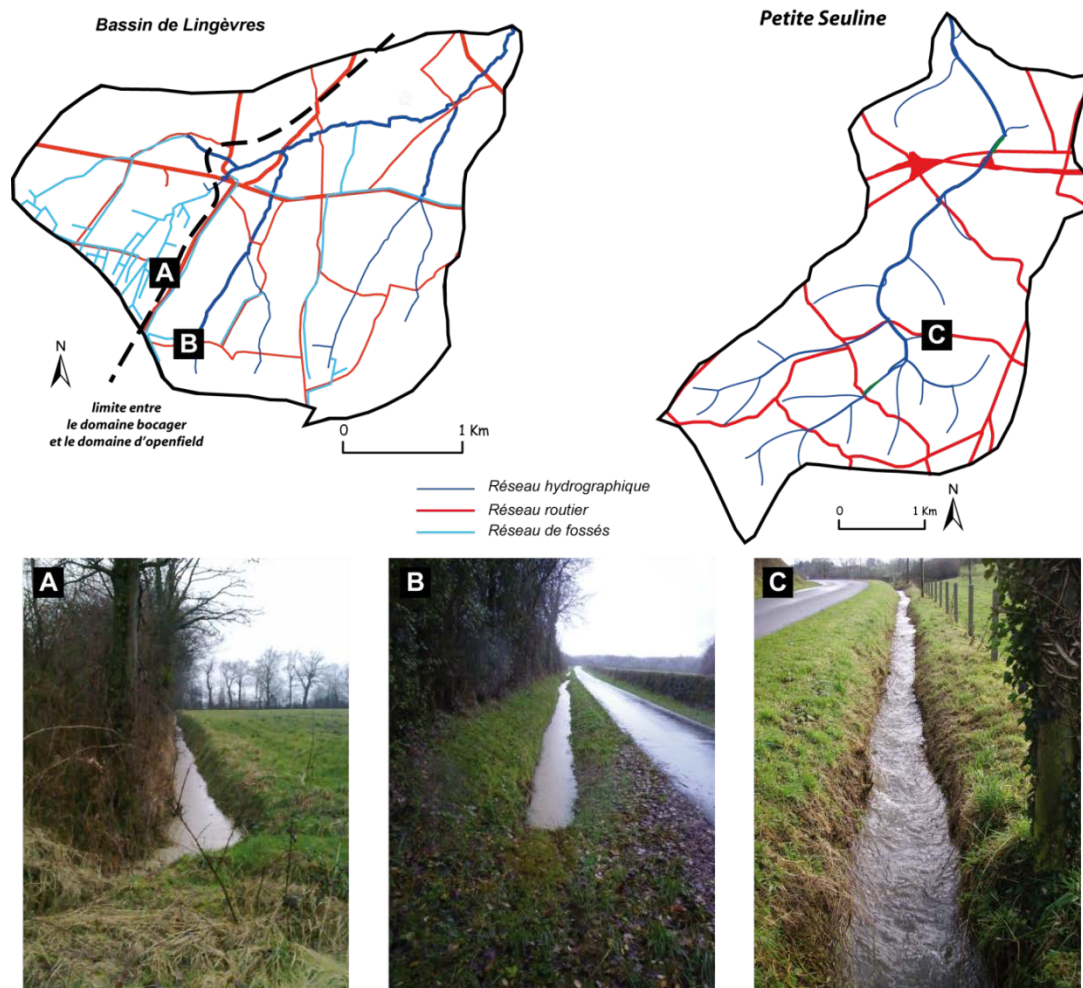 Bassin de Lingèvres
Petite Seuline
A
B
C
N
limite entre
le domaine bocager
et le domaine d'openfield
0 1 Km
Réseau hydrographique
Réseau routier
Réseau de fossés
N
0 1 Km
A
B
C